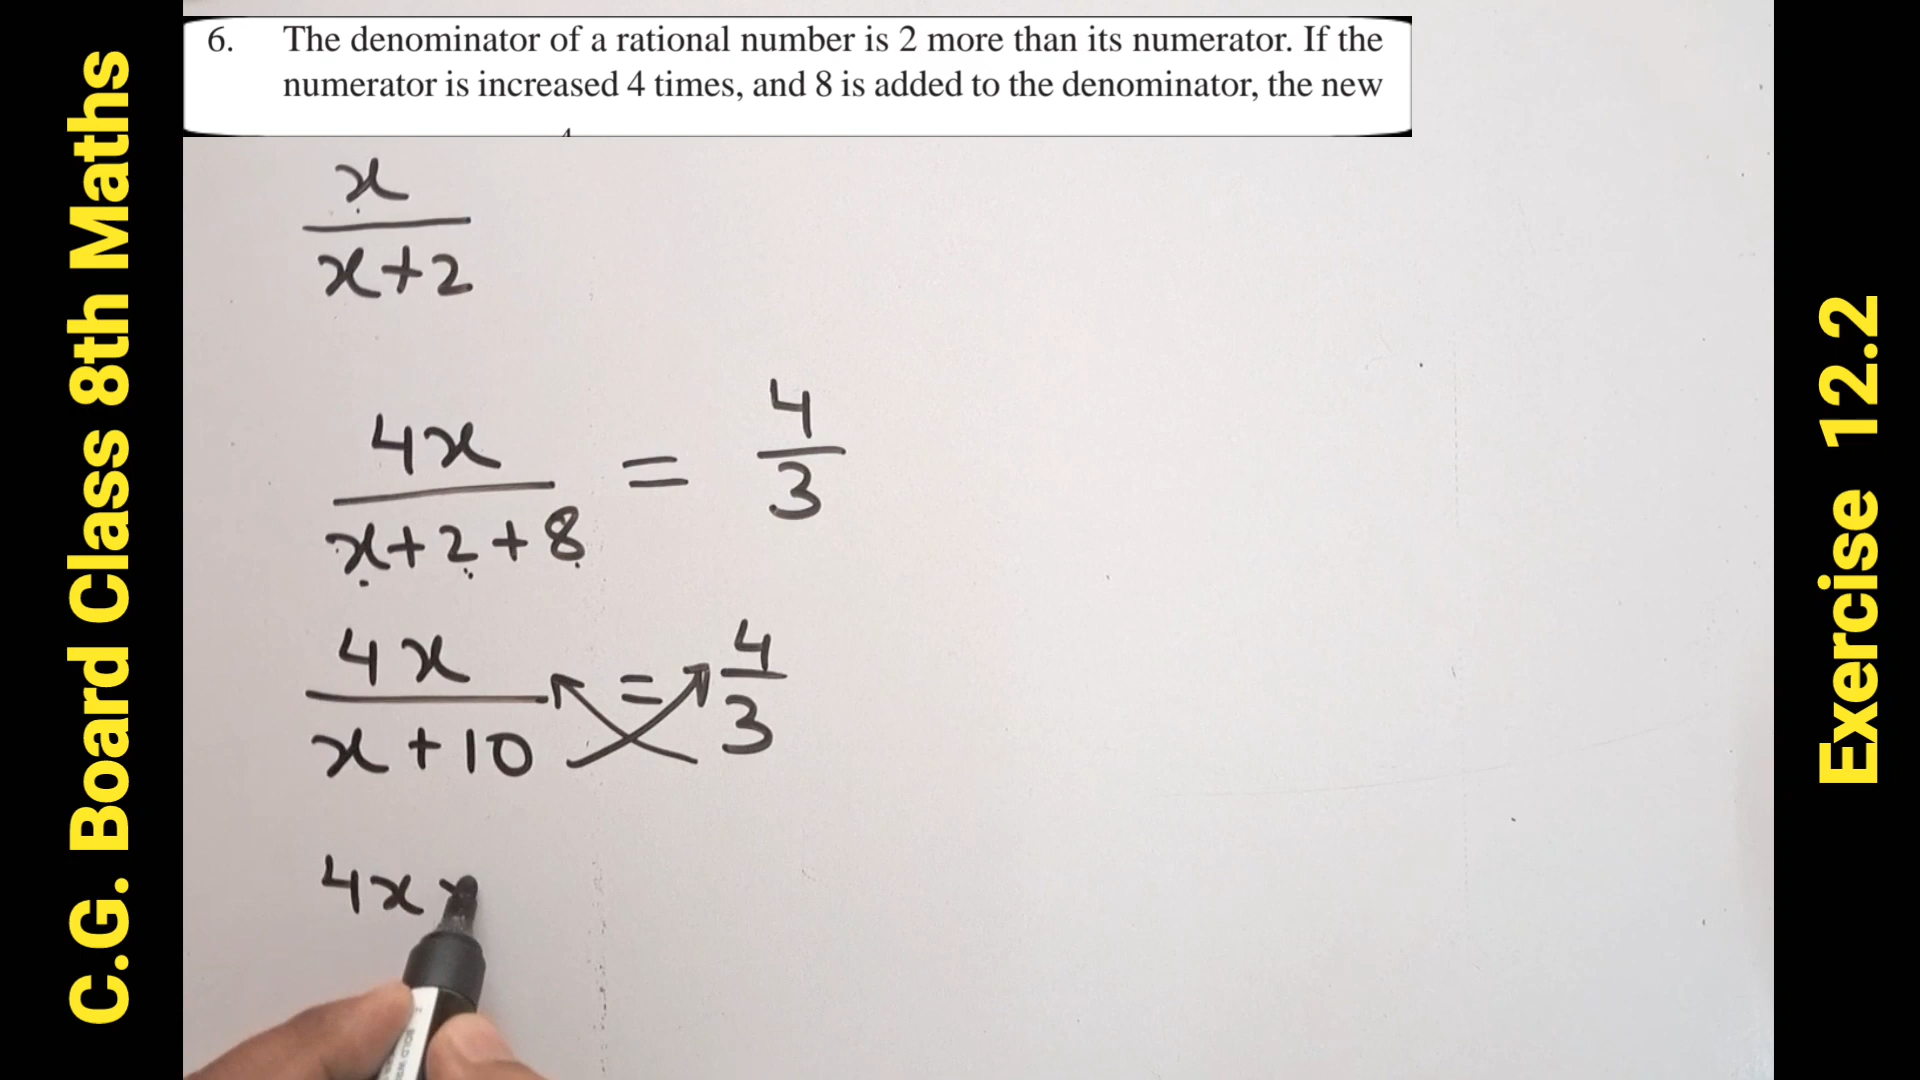 C.G. Board Class 8th Maths
6. The denominator of a rational number is 2 more than its numerator. If the
numerator is increased 4 times, and 8 is added to the denominator, the new
x
x+2
4x = 4
x+2+8 3
4x = 4
x+10 3
4x
Exercise 12.2